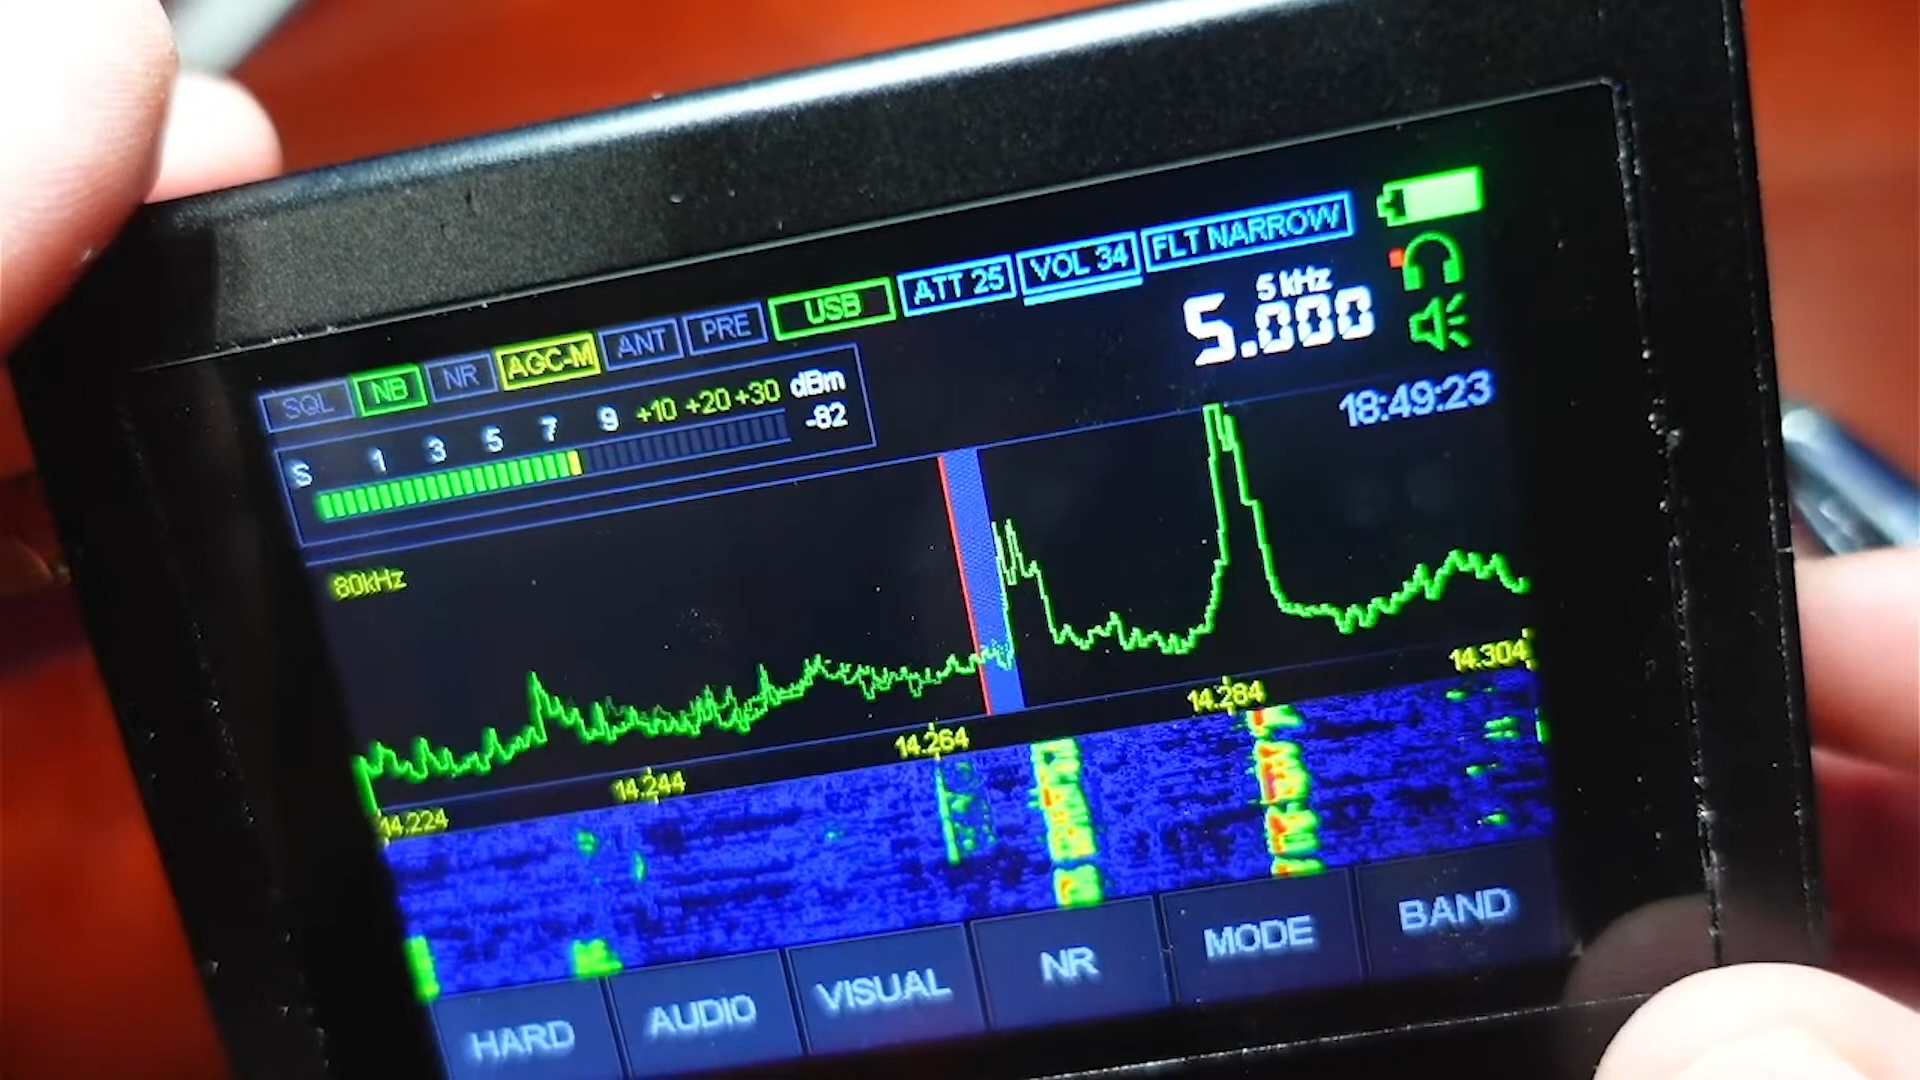 SQL NB NR AGC-M ANT PRE USB ATT 25 VOL 34 FLT NARROW
S 1 3 5 7 9 +10 +20 +30 dBm
-82
5 kHz
5.000
18:49:23
80kHz
14.224 14.244 14.264 14.284 14.304
HARD AUDIO VISUAL NR MODE BAND